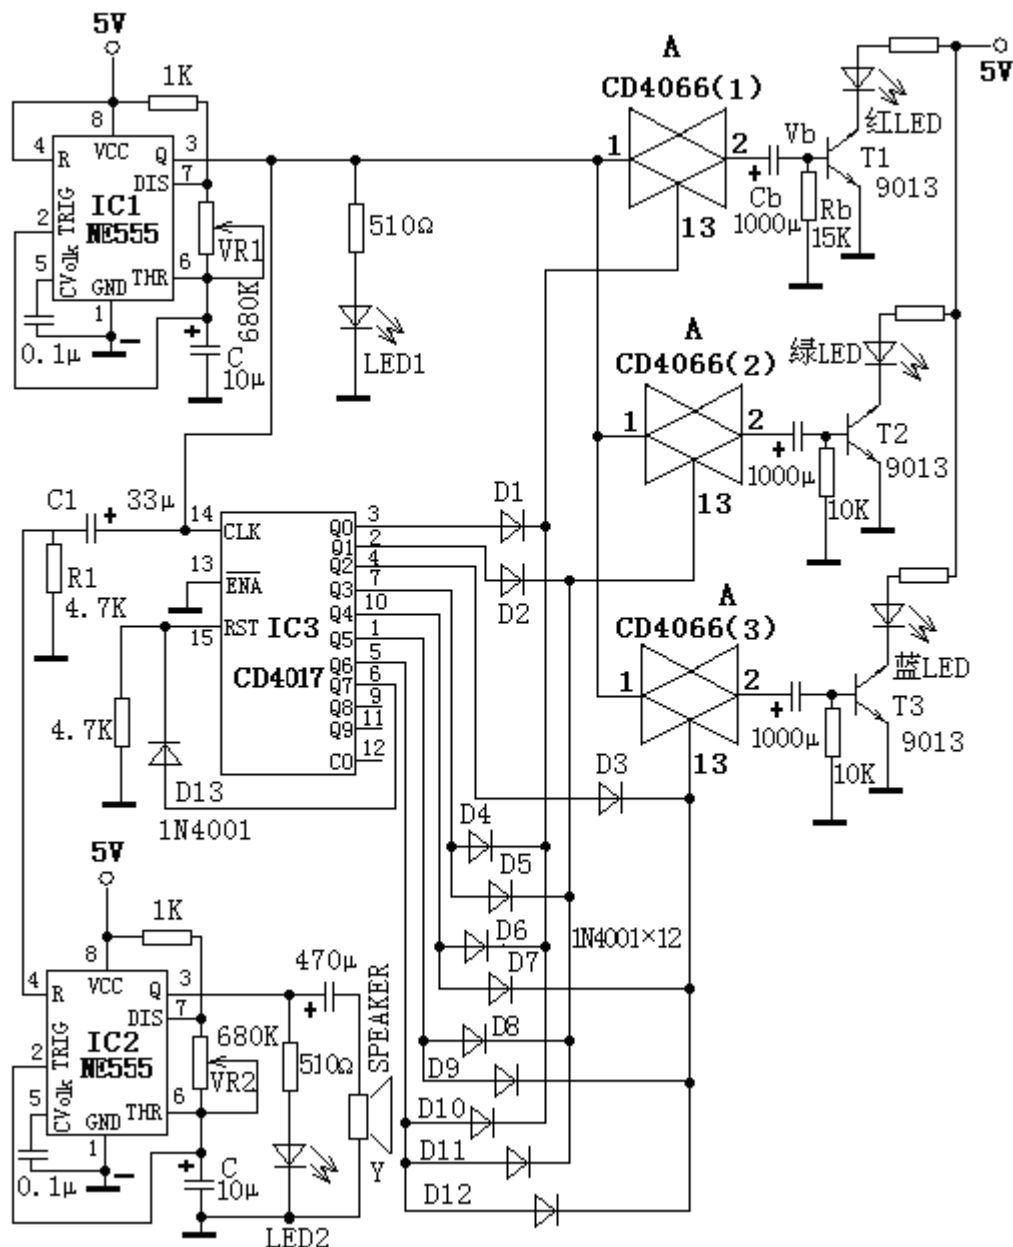 5V
1K
8
VCC
4
R
Q
3
DIS
7
2
TRIG
IC1
NE555
VR1
5
CVolk
THR
6
GND
1
680K
0.1μ
C
10μ
510Ω
LED1
A
CD4066(1)
1
2
13
Cb
1000μ
Vb
Rb
15K
T1
9013
红LED
5V
A
CD4066(2)
1
2
13
1000μ
10K
绿LED
T2
9013
A
CD4066(3)
1
2
13
1000μ
10K
蓝LED
T3
9013
C1
33μ
R1
4.7K
14
CLK
13
ENA
RST
15
IC3
CD4017
Q0
3
Q1
2
Q2
4
Q3
7
Q4
10
Q5
1
Q6
5
Q7
6
Q8
9
Q9
11
CO
12
4.7K
D13
1N4001
D1
D2
D3
D4
D5
D6
D7
D8
D9
D10
D11
D12
1N4001×12
5V
1K
8
VCC
4
R
Q
3
DIS
7
2
TRIG
IC2
NE555
680K
VR2
5
CVolk
THR
6
GND
1
0.1μ
C
10μ
470μ
510Ω
SPEAKER
Y
LED2